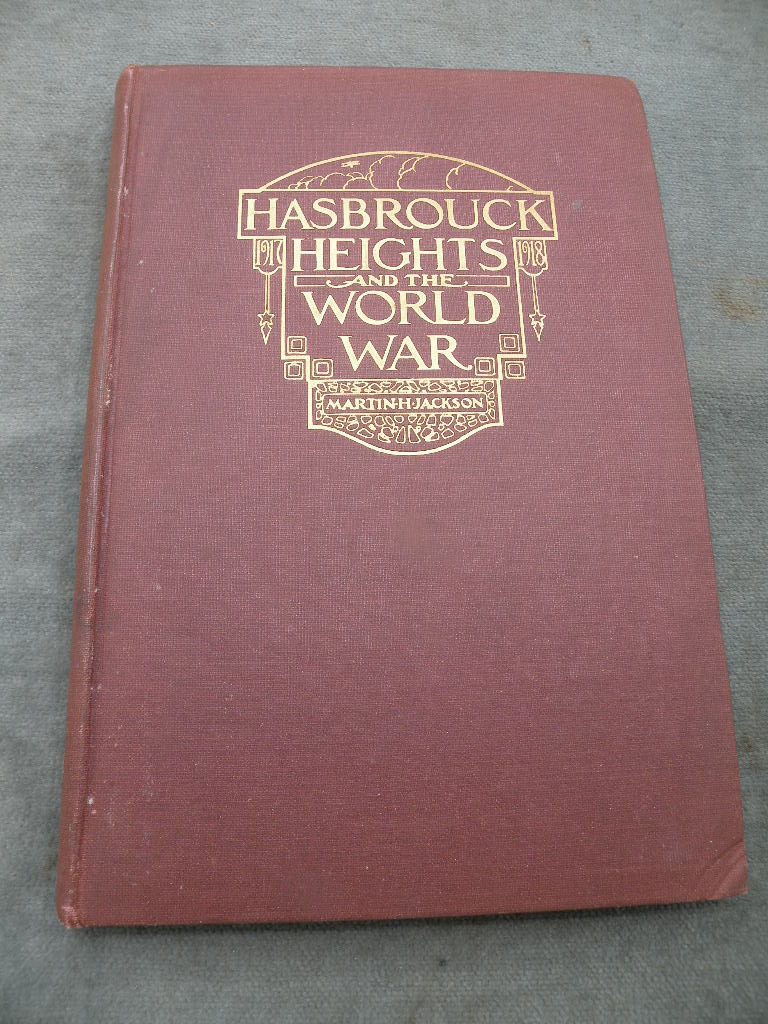 HASBROUCK
1917 HEIGHTS 1918
AND THE
WORLD
WAR
MARTIN·H·JACKSON